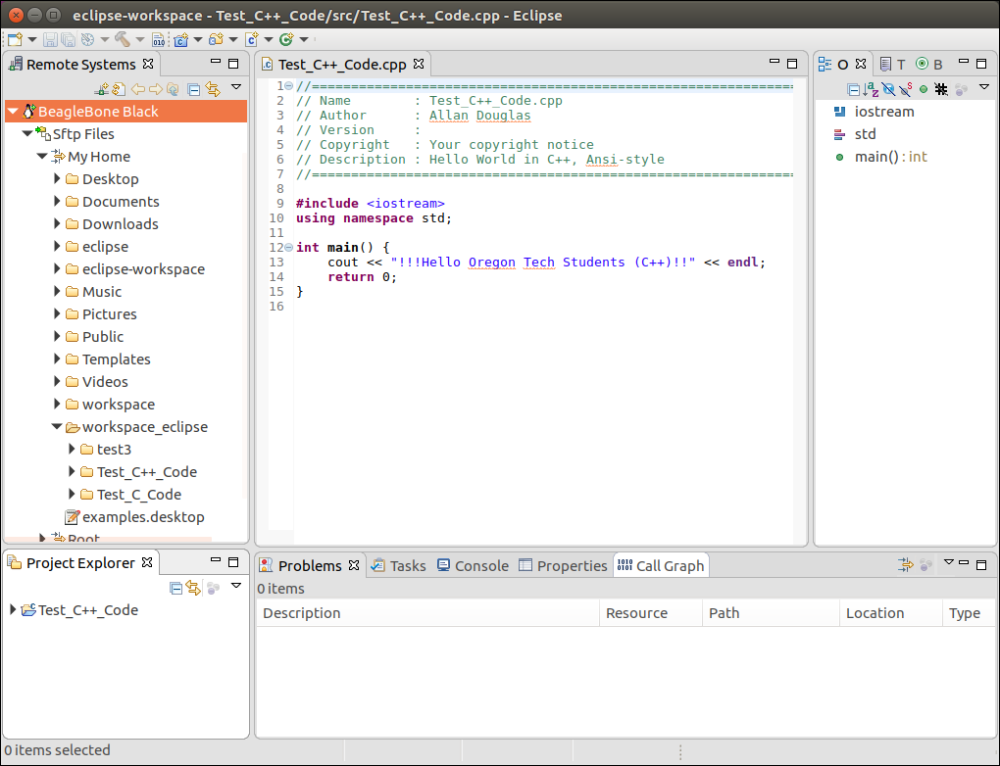 eclipse-workspace - Test_C++_Code/src/Test_C++_Code.cpp - Eclipse
Remote Systems
BeagleBone Black
Sftp Files
My Home
Desktop
Documents
Downloads
eclipse
eclipse-workspace
Music
Pictures
Public
Templates
Videos
workspace
workspace_eclipse
test3
Test_C++_Code
Test_C_Code
examples.desktop
Root
Test_C++_Code.cpp
1 //==============================================================
2 // Name        : Test_C++_Code.cpp
3 // Author      : Allan Douglas
4 // Version     :
5 // Copyright   : Your copyright notice
6 // Description : Hello World in C++, Ansi-style
7 //==============================================================
8
9 #include <iostream>
10 using namespace std;
11
12 int main() {
13     cout << "!!!Hello Oregon Tech Students (C++)!!" << endl;
14     return 0;
15 }
16
O T B
iostream
std
main() : int
Project Explorer
Test_C++_Code
Problems Tasks Console Properties Call Graph
0 items
Description Resource Path Location Type
0 items selected